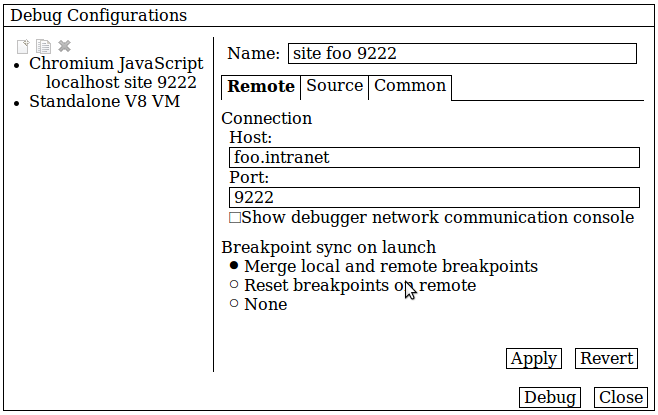 Debug Configurations
Chromium JavaScript
localhost site 9222
Standalone V8 VM
Name: site foo 9222
Remote Source Common
Connection
Host:
foo.intranet
Port:
9222
Show debugger network communication console
Breakpoint sync on launch
Merge local and remote breakpoints
Reset breakpoints on remote
None
Apply Revert
Debug Close